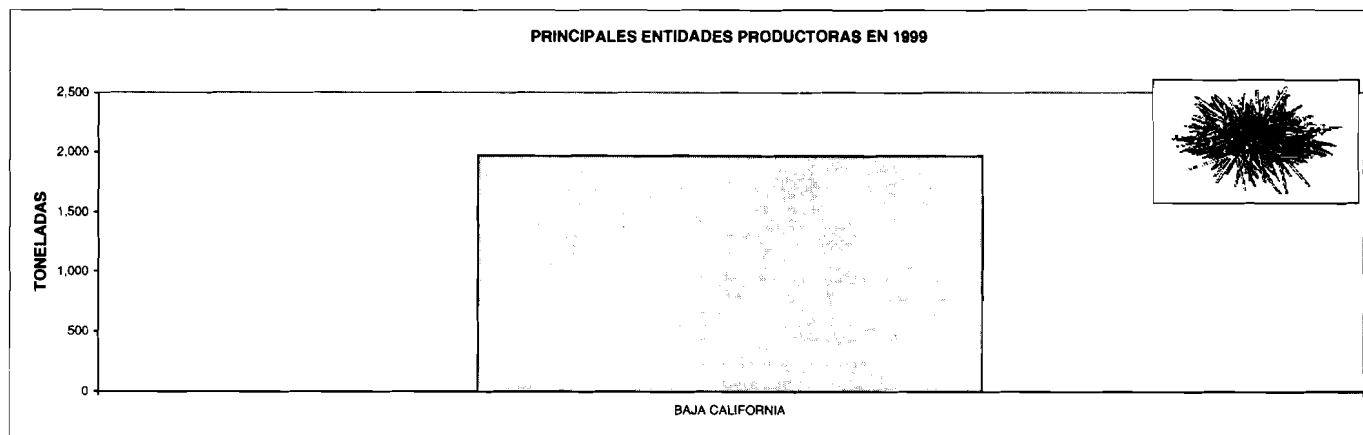 PRINCIPALES ENTIDADES PRODUCTORAS EN 1999
2,500
2,000
1,500
1,000
500
0
TONELADAS
BAJA CALIFORNIA